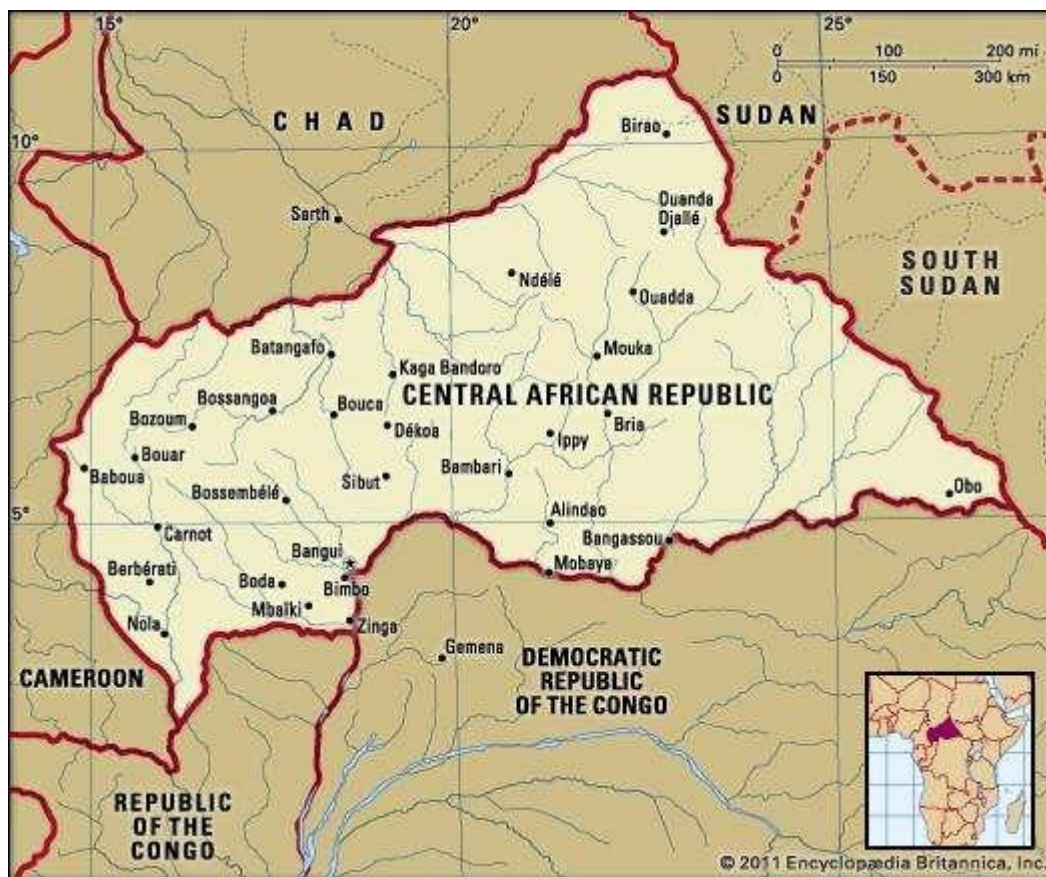 15°
20°
25°
0 100 200 mi
0 150 300 km
CHAD
SUDAN
Birao
10°
Sarth
Ouanda
Djallé
SOUTH
SUDAN
Ndélé
Ouadda
Batangafo
Mouka
Kaga Bandoro
CENTRAL AFRICAN REPUBLIC
Bossangoa
Bouca
Bozoum
Dékoa
Bria
Ippy
Bouar
Baboua
Sibut
Bambari
Bossembélé
Obo
5°
Carnot
Alindao
Bangassou
Bangui
Berbérati
Boda
Bimbo
Mobaye
Mbaïki
Nola
Zinga
Gemena
CAMEROON
DEMOCRATIC
REPUBLIC
OF THE CONGO
REPUBLIC
OF THE
CONGO
© 2011 Encyclopædia Britannica, Inc.